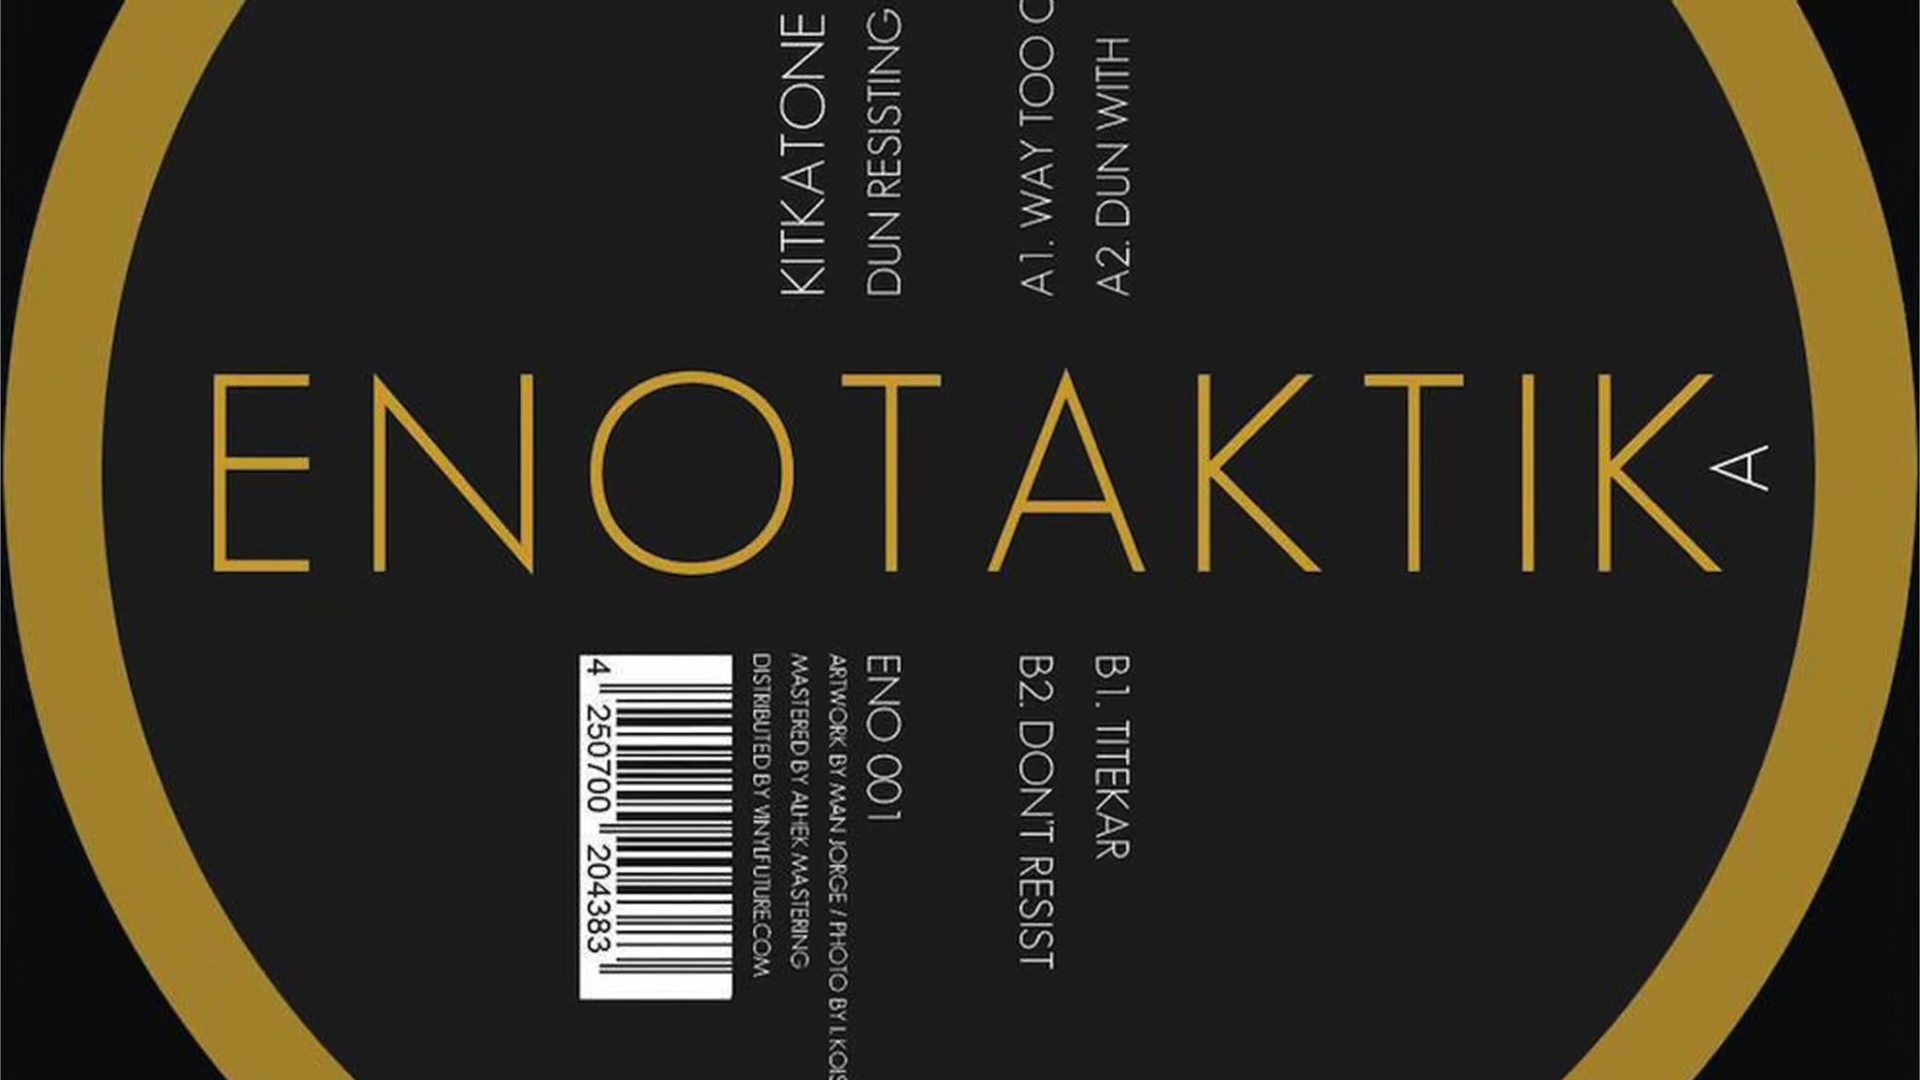 KITKATONE
DUN RESISTING
A1. WAY TOO
A2. DUN WITH
ENOTAKTIK
A
B1. TITEKAR
B2. DON'T RESIST
ENO 001
ARTWORK BY MAN JORGE / PHOTO BY I.
MASTERED BY ALHEK MASTERING
DISTRIBUTED BY VINYLFUTURE.COM
4 250700 204383